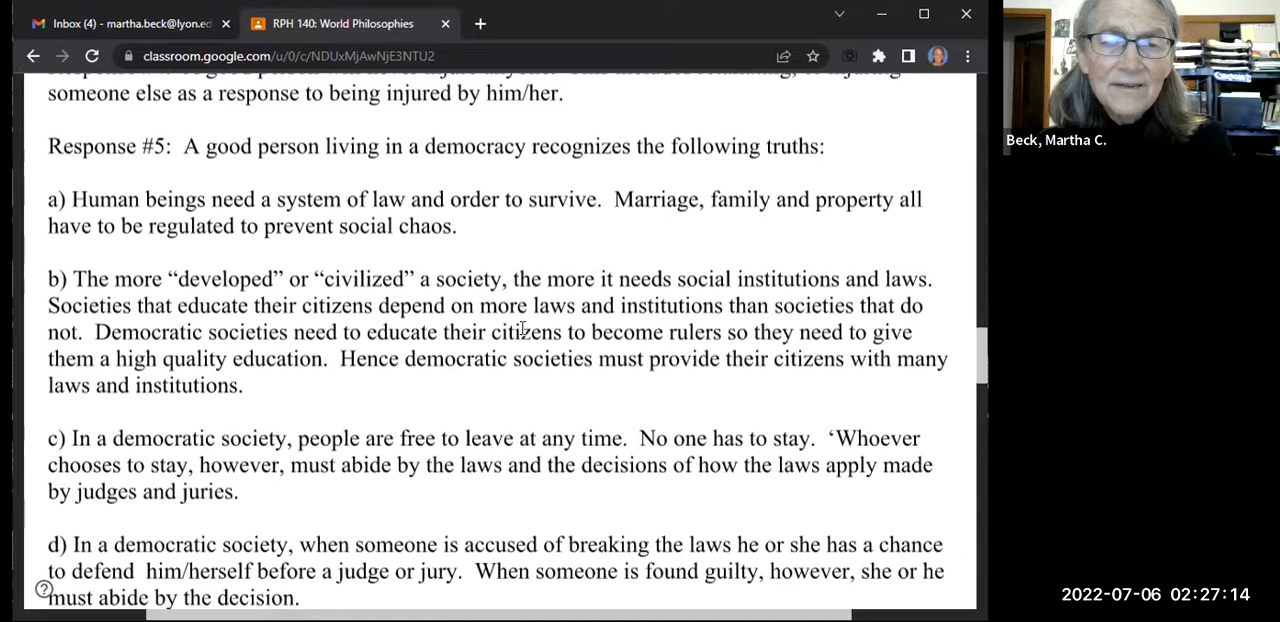 Inbox (4) - martha.beck@lyon.ed
RPH 140: World Philosophies
classroom.google.com/u/0/c/NDUxMjAwNjE3NTU2
Beck, Martha C.
someone else as a response to being injured by him/her.
Response #5:  A good person living in a democracy recognizes the following truths:
a) Human beings need a system of law and order to survive.  Marriage, family and property all
have to be regulated to prevent social chaos.
b) The more “developed” or “civilized” a society, the more it needs social institutions and laws.
Societies that educate their citizens depend on more laws and institutions than societies that do
not.  Democratic societies need to educate their citizens to become rulers so they need to give
them a high quality education.  Hence democratic societies must provide their citizens with many
laws and institutions.
c) In a democratic society, people are free to leave at any time.  No one has to stay.  ‘Whoever
chooses to stay, however, must abide by the laws and the decisions of how the laws apply made
by judges and juries.
d) In a democratic society, when someone is accused of breaking the laws he or she has a chance
to defend  him/herself before a judge or jury.  When someone is found guilty, however, she or he
must abide by the decision.
2022-07-06 02:27:14